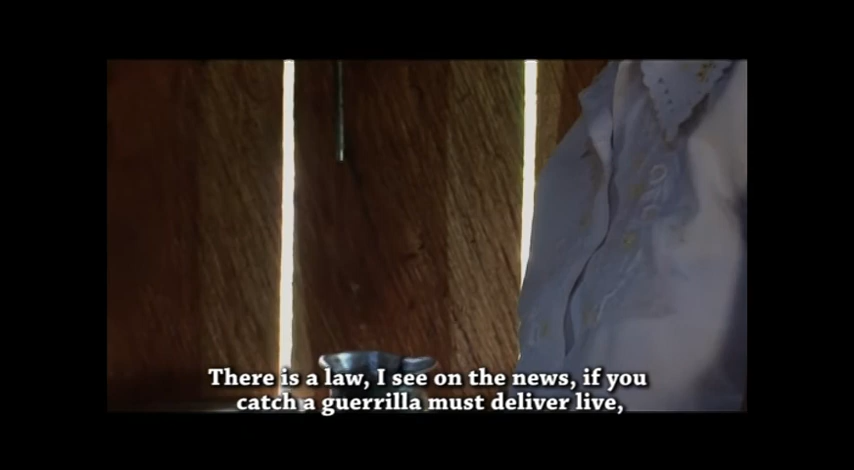 There is a law, I see on the news, if you
catch a guerrilla must deliver live,